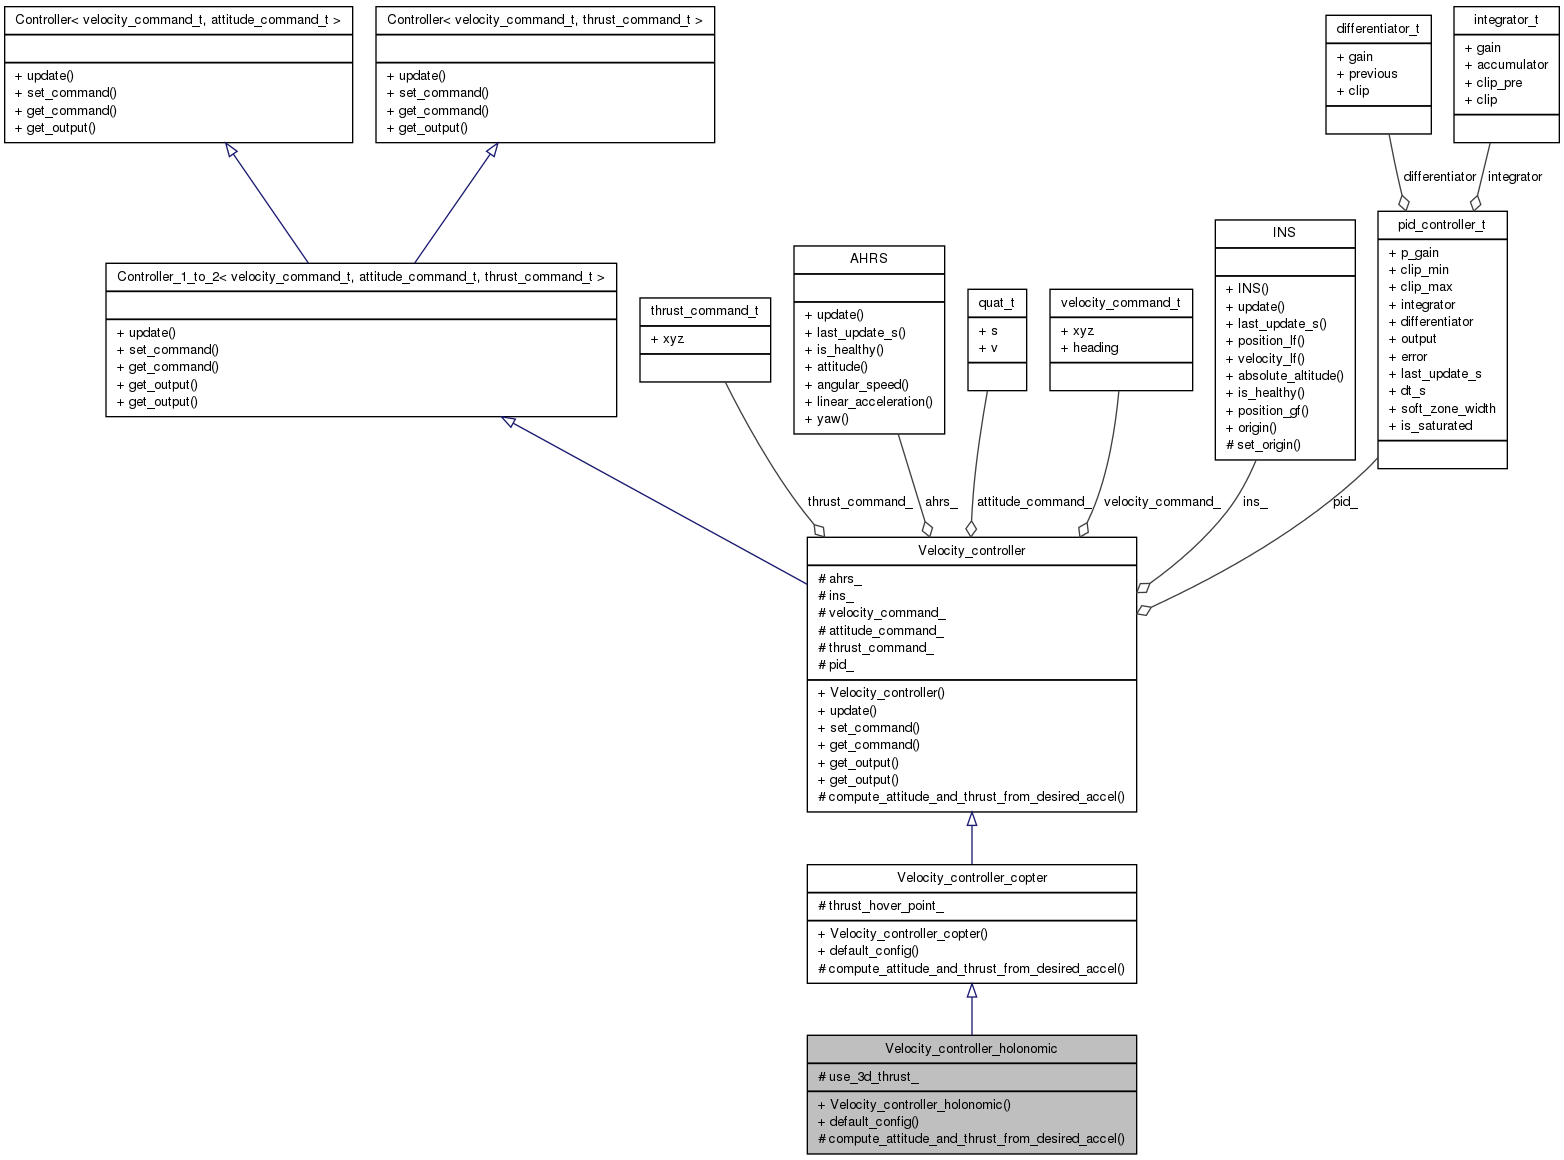 Controller< velocity_command_t, attitude_command_t >
+ update()
+ set_command()
+ get_command()
+ get_output()
Controller< velocity_command_t, thrust_command_t >
+ update()
+ set_command()
+ get_command()
+ get_output()
differentiator_t
+ gain
+ previous
+ clip
integrator_t
+ gain
+ accumulator
+ clip_pre
+ clip
differentiator
integrator
Controller_1_to_2< velocity_command_t, attitude_command_t, thrust_command_t >
+ update()
+ set_command()
+ get_command()
+ get_output()
+ get_output()
thrust_command_t
+ xyz
AHRS
+ update()
+ last_update_s()
+ is_healthy()
+ attitude()
+ angular_speed()
+ linear_acceleration()
+ yaw()
quat_t
+ s
+ v
velocity_command_t
+ xyz
+ heading
INS
+ INS()
+ update()
+ last_update_s()
+ position_lf()
+ velocity_lf()
+ absolute_altitude()
+ is_healthy()
+ position_gf()
+ origin()
# set_origin()
pid_controller_t
+ p_gain
+ clip_min
+ clip_max
+ integrator
+ differentiator
+ output
+ error
+ last_update_s
+ dt_s
+ soft_zone_width
+ is_saturated
thrust_command_
ahrs_
attitude_command_
velocity_command_
ins_
pid_
Velocity_controller
# ahrs_
# ins_
# velocity_command_
# attitude_command_
# thrust_command_
# pid_
+ Velocity_controller()
+ update()
+ set_command()
+ get_command()
+ get_output()
+ get_output()
# compute_attitude_and_thrust_from_desired_accel()
Velocity_controller_copter
# thrust_hover_point_
+ Velocity_controller_copter()
+ default_config()
# compute_attitude_and_thrust_from_desired_accel()
Velocity_controller_holonomic
# use_3d_thrust_
+ Velocity_controller_holonomic()
+ default_config()
# compute_attitude_and_thrust_from_desired_accel()